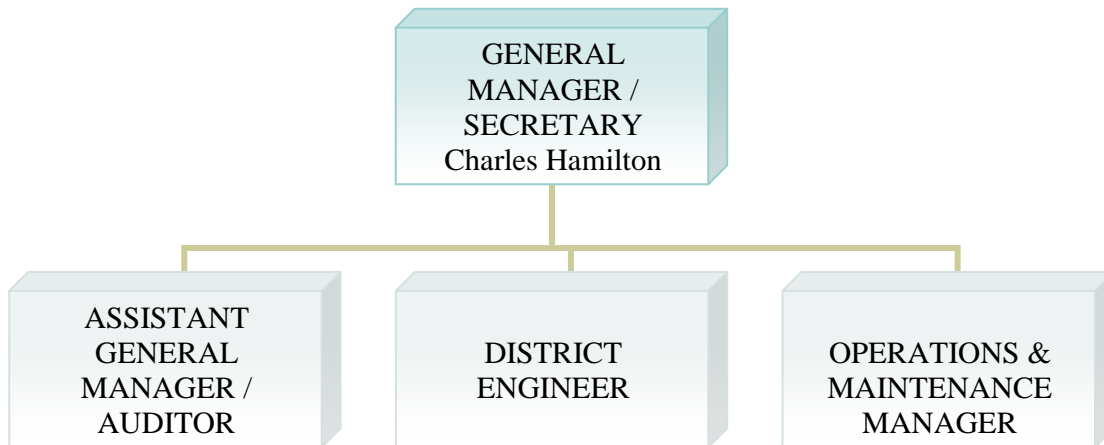 GENERAL
MANAGER /
SECRETARY
Charles Hamilton
ASSISTANT
GENERAL
MANAGER /
AUDITOR
DISTRICT
ENGINEER
OPERATIONS &
MAINTENANCE
MANAGER